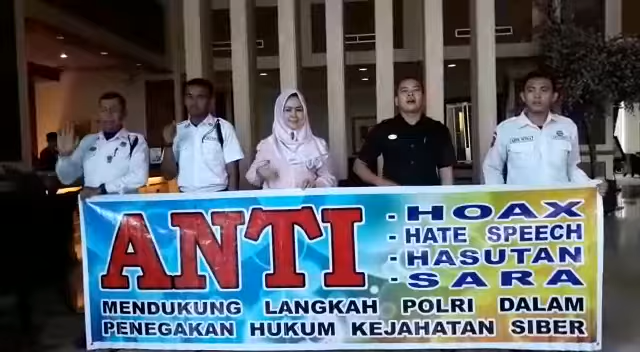 ANTI
- HOAX
- HATE SPEECH
- HASUTAN
- SARA
MENDUKUNG LANGKAH POLRI DALAM
PENEGAKAN HUKUM KEJAHATAN SIBER